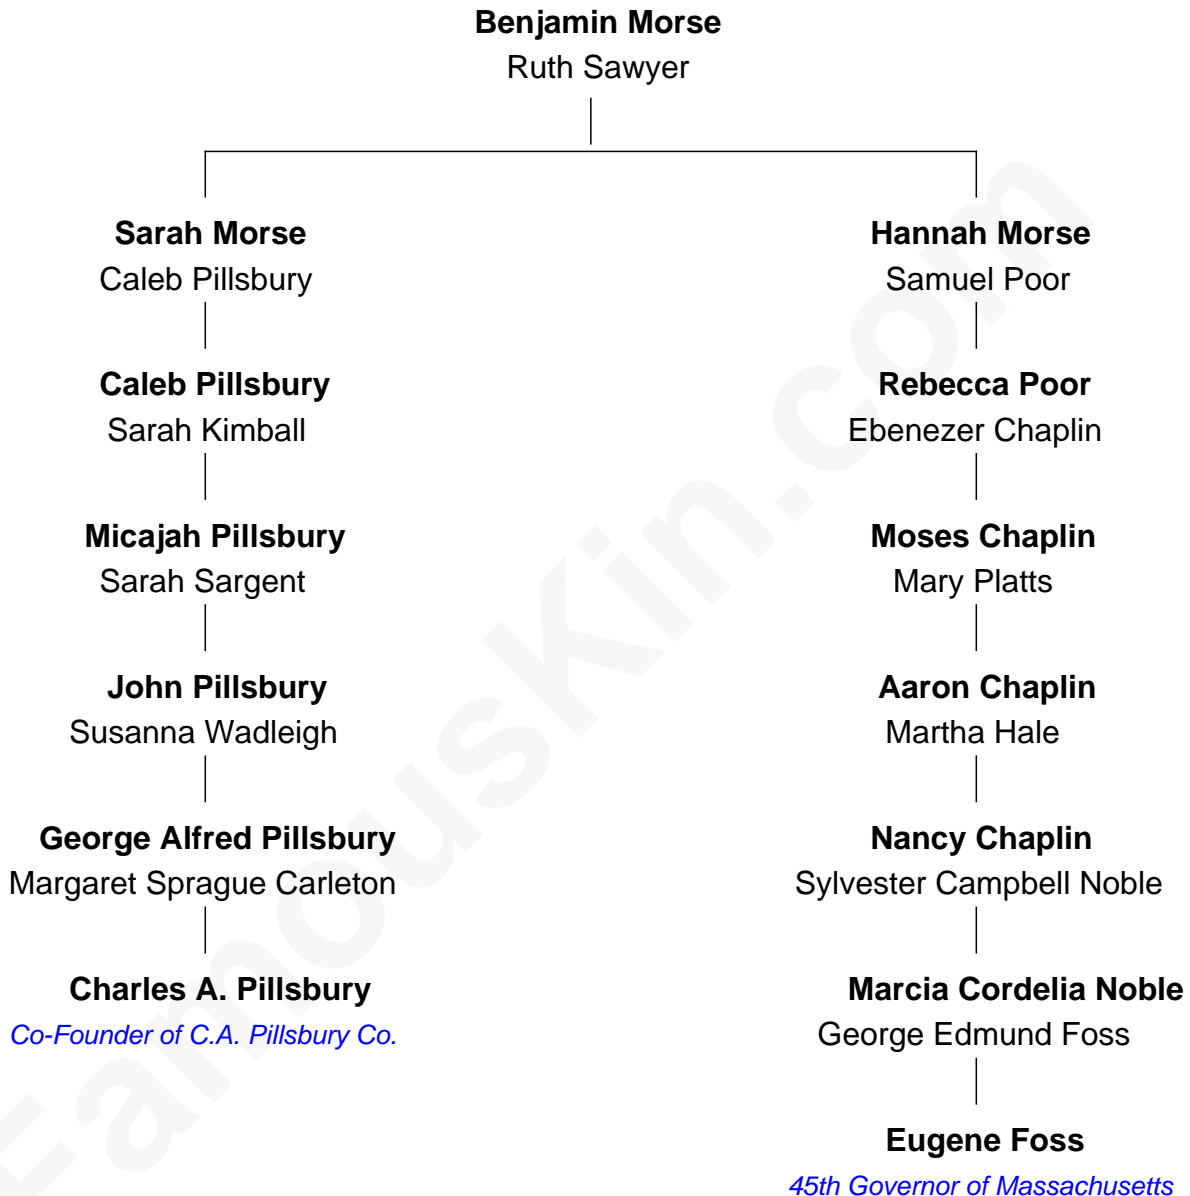 Benjamin Morse
Ruth Sawyer
Sarah Morse
Caleb Pillsbury
Hannah Morse
Samuel Poor
Caleb Pillsbury
Sarah Kimball
Rebecca Poor
Ebenezer Chaplin
Micajah Pillsbury
Sarah Sargent
Moses Chaplin
Mary Platts
John Pillsbury
Susanna Wadleigh
Aaron Chaplin
Martha Hale
George Alfred Pillsbury
Margaret Sprague Carleton
Nancy Chaplin
Sylvester Campbell Noble
Charles A. Pillsbury
Co-Founder of C.A. Pillsbury Co.
Marcia Cordelia Noble
George Edmund Foss
Eugene Foss
45th Governor of Massachusetts
FamousKin.com